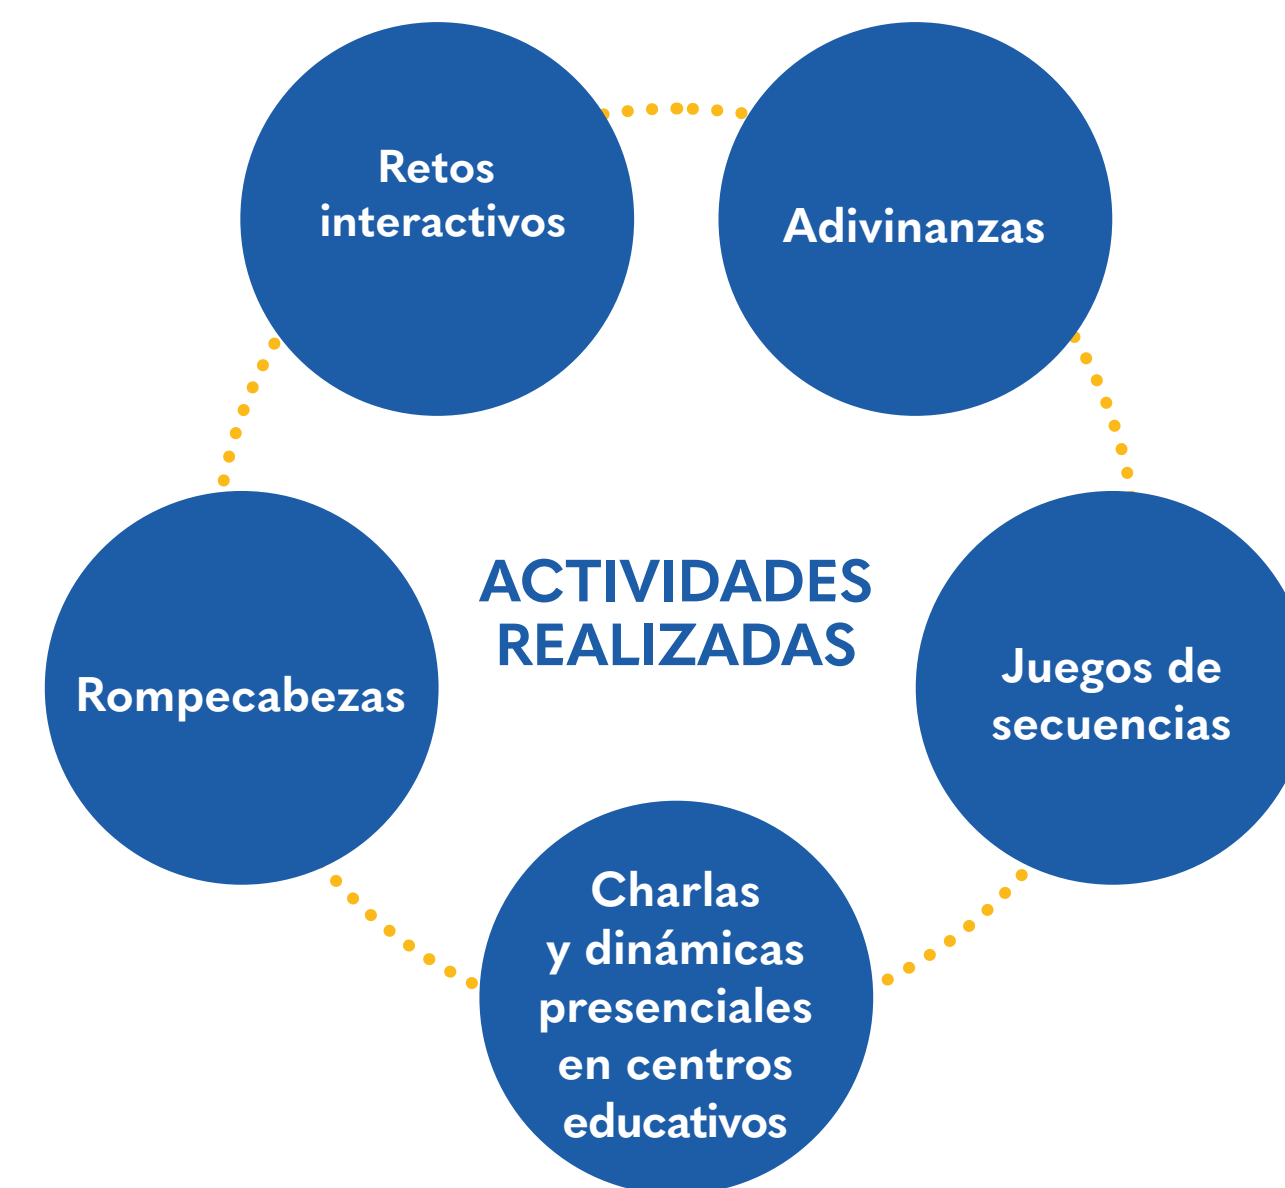 Retos
interactivos
Adivinanzas
ACTIVIDADES
REALIZADAS
Rompecabezas
Juegos de
secuencias
Charlas
y dinámicas
presenciales
en centros
educativos